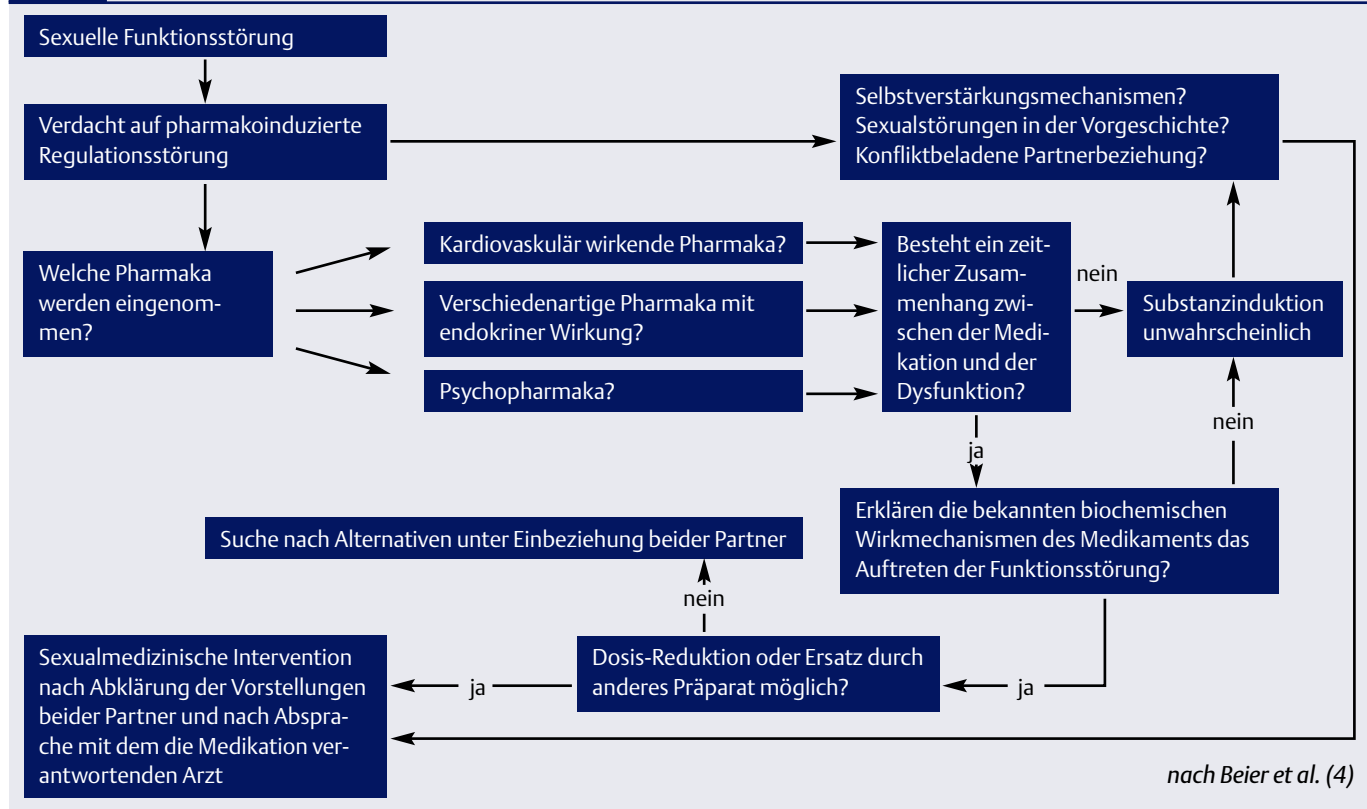 Sexuelle Funktionsstörung
Verdacht auf pharmakoinduzierte
Regulationsstörung
Selbstverstärkungsmechanismen?
Sexualstörungen in der Vorgeschichte?
Konfliktbeladene Partnerbeziehung?
Welche Pharmaka
werden eingenom-
men?
Kardiovaskulär wirkende Pharmaka?
Verschiedenartige Pharmaka mit
endokriner Wirkung?
Psychopharmaka?
Besteht ein zeit-
licher Zusam-
menhang zwi-
schen der Medi-
kation und der
Dysfunktion?
nein
Substanzinduktion
unwahrscheinlich
nein
ja
Erklären die bekannten biochemischen
Wirkmechanismen des Medikaments das
Auftreten der Funktionsstörung?
Suche nach Alternativen unter Einbeziehung beider Partner
nein
Dosis-Reduktion oder Ersatz durch
anderes Präparat möglich?
ja
ja
Sexualmedizinische Intervention
nach Abklärung der Vorstellungen
beider Partner und nach Abspra-
che mit dem die Medikation ver-
antwortenden Arzt
nach Beier et al. (4)